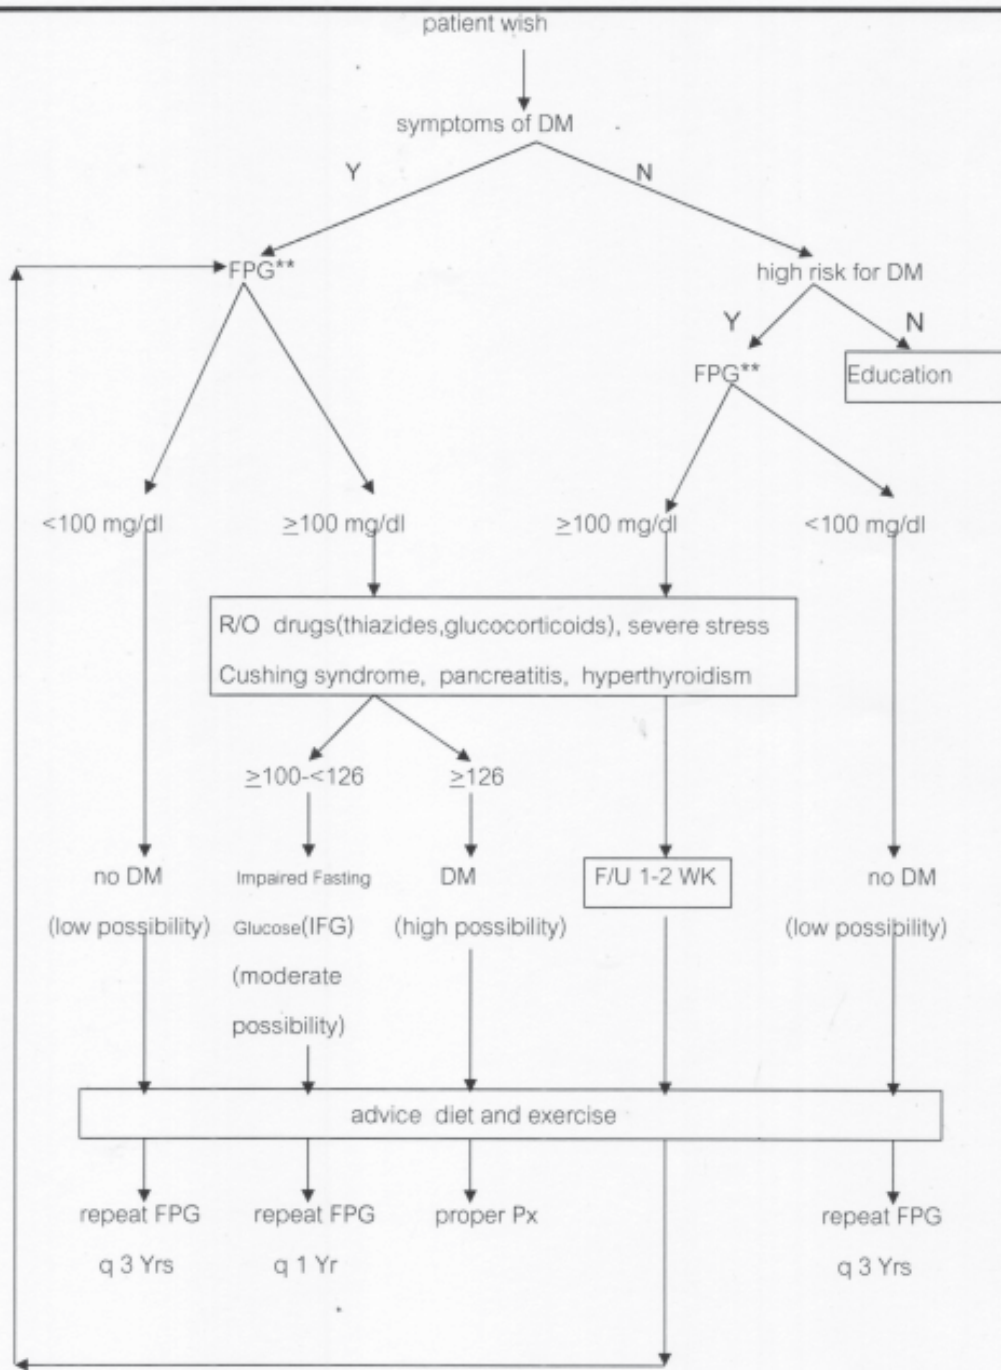 patient wish
symptoms of DM
Y
N
FPG**
high risk for DM
Y
N
FPG**
Education
<100 mg/dl
≥100 mg/dl
≥100 mg/dl
<100 mg/dl
R/O drugs(thiazides,glucocorticoids), severe stress
Cushing syndrome, pancreatitis, hyperthyroidism
≥100-<126
≥126
no DM
(low possibility)
Impaired Fasting
Glucose(IFG)
(moderate
possibility)
DM
(high possibility)
F/U 1-2 WK
no DM
(low possibility)
advice diet and exercise
repeat FPG
q 3 Yrs
repeat FPG
q 1 Yr
proper Px
repeat FPG
q 3 Yrs